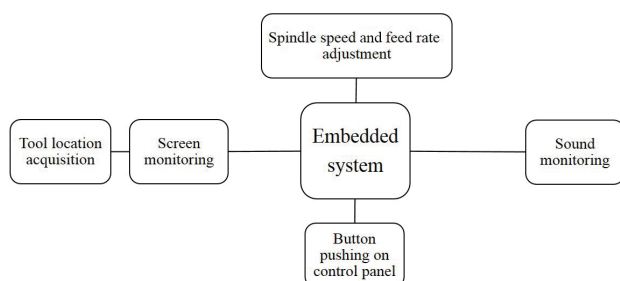 Spindle speed and feed rate
adjustment
Tool location
acquisition
Screen
monitoring
Embedded
system
Sound
monitoring
Button
pushing on
control panel